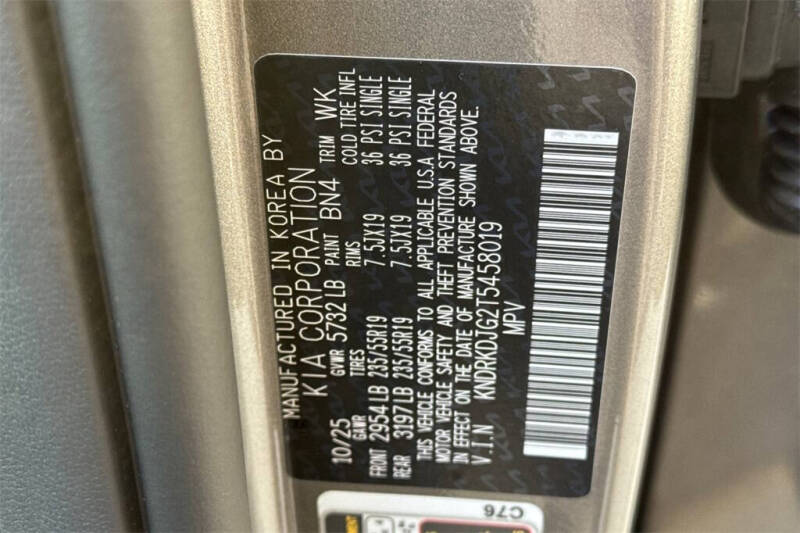 MANUFACTURED IN KOREA BY
KIA CORPORATION
10/25 GVWR 5732 LB PAINT BN4 TRIM WK
GAWR TIRES RIMS COLD TIRE INFL
FRONT 2954 LB 235/55R19 7.5JX19 36 PSI SINGLE
REAR 3197 LB 235/55R19 7.5JX19 36 PSI SINGLE
THIS VEHICLE CONFORMS TO ALL APPLICABLE U.S.A FEDERAL
MOTOR VEHICLE SAFETY AND THEFT PREVENTION STANDARDS
IN EFFECT ON THE DATE OF MANUFACTURE SHOWN ABOVE.
V.I.N KNDRKDJG2T5458019
MPV
C76